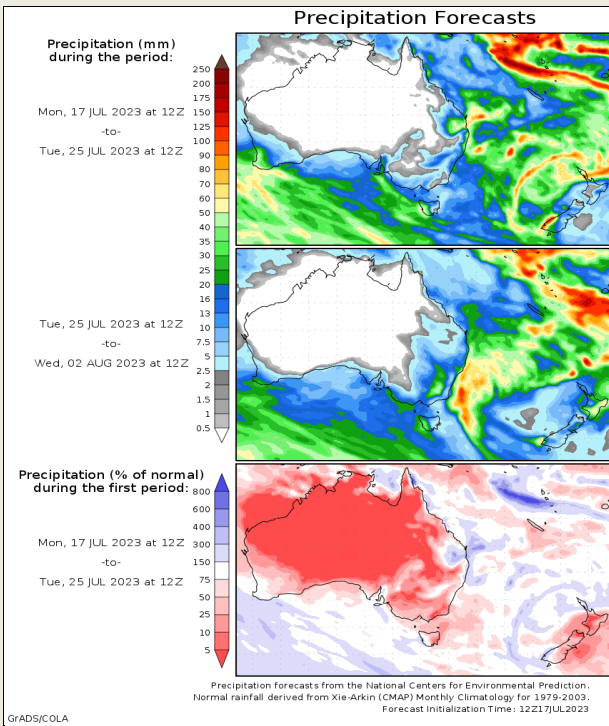 Precipitation Forecasts
Precipitation (mm)
during the period:
Mon, 17 JUL 2023 at 12Z
-to-
Tue, 25 JUL 2023 at 12Z
250
200
175
150
125
100
90
80
70
60
50
40
35
30
25
20
16
13
10
7.5
5
2.5
2
1.5
1
0.5
Tue, 25 JUL 2023 at 12Z
-to-
Wed, 02 AUG 2023 at 12Z
Precipitation (% of normal)
during the first period:
Mon, 17 JUL 2023 at 12Z
-to-
Tue, 25 JUL 2023 at 12Z
800
600
400
300
150
75
50
25
10
5
Precipitation forecasts from the National Centers for Environmental Prediction.
Normal rainfall derived from Xie-Arkin (CMAP) Monthly Climatology for 1979-2003.
Forecast Initialization Time: 12Z17JUL2023
GrADS/COLA